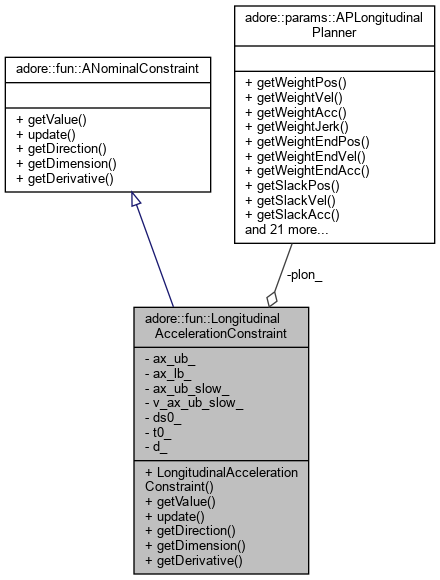 adore::params::APLongitudinal
Planner
+ getWeightPos()
+ getWeightVel()
+ getWeightAcc()
+ getWeightJerk()
+ getWeightEndPos()
+ getWeightEndVel()
+ getWeightEndAcc()
+ getSlackPos()
+ getSlackVel()
+ getSlackAcc()
and 21 more...
adore::fun::ANominalConstraint
+ getValue()
+ update()
+ getDirection()
+ getDimension()
+ getDerivative()
-plon_
adore::fun::Longitudinal
AccelerationConstraint
- ax_ub_
- ax_lb_
- ax_ub_slow_
- v_ax_ub_slow_
- ds0_
- t0_
- d_
+ LongitudinalAcceleration
Constraint()
+ getValue()
+ update()
+ getDirection()
+ getDimension()
+ getDerivative()